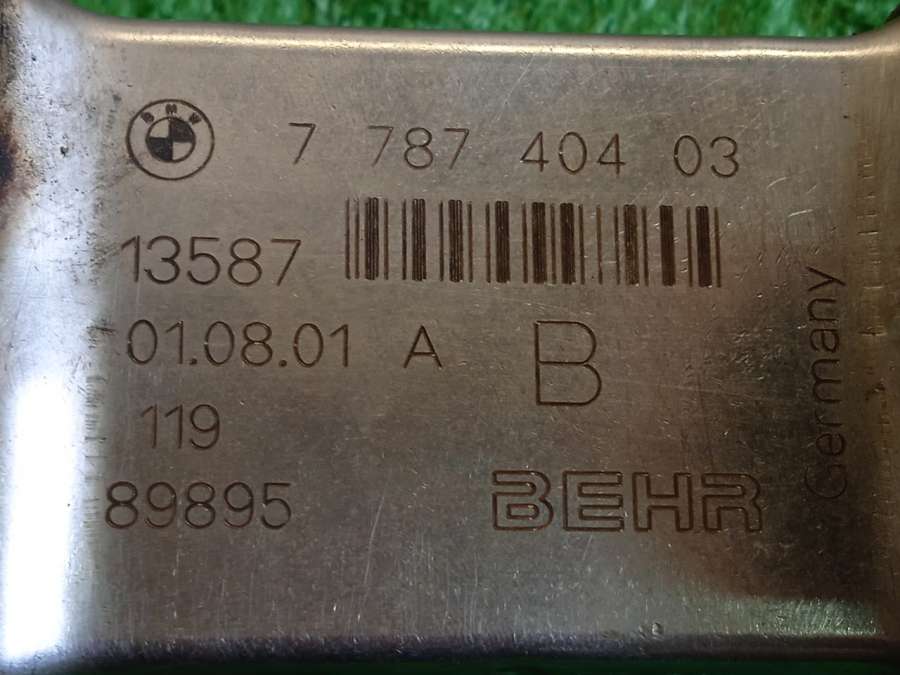 BMW
7 787 404 03
13587
01.08.01 A B
119
89895
BEHR
Germany